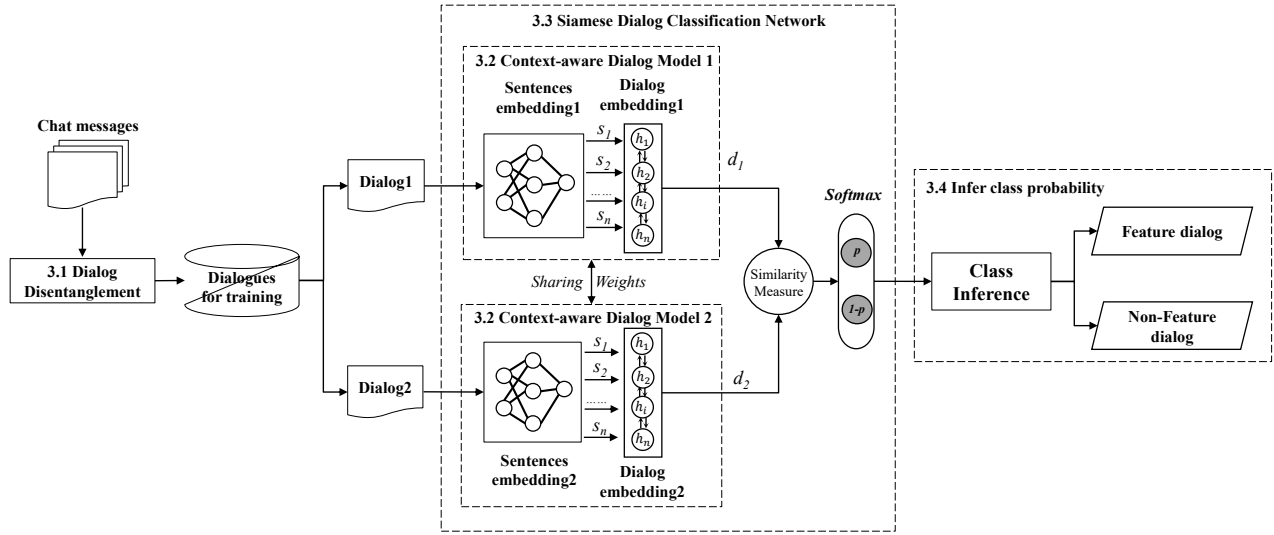 3.3 Siamese Dialog Classification Network
3.2 Context-aware Dialog Model 1
Sentences
embedding1
Dialog
embedding1
Chat messages
3.1 Dialog
Disentanglement
Dialogues
for training
Dialog1
Dialog2
s1
s2
......
sn
h1
h2
hi
hn
d1
Sharing Weights
3.2 Context-aware Dialog Model 2
s1
s2
......
sn
h1
h2
hi
hn
Sentences
embedding2
Dialog
embedding2
d2
Similarity
Measure
Softmax
p
1-p
3.4 Infer class probability
Class
Inference
Feature dialog
Non-Feature
dialog